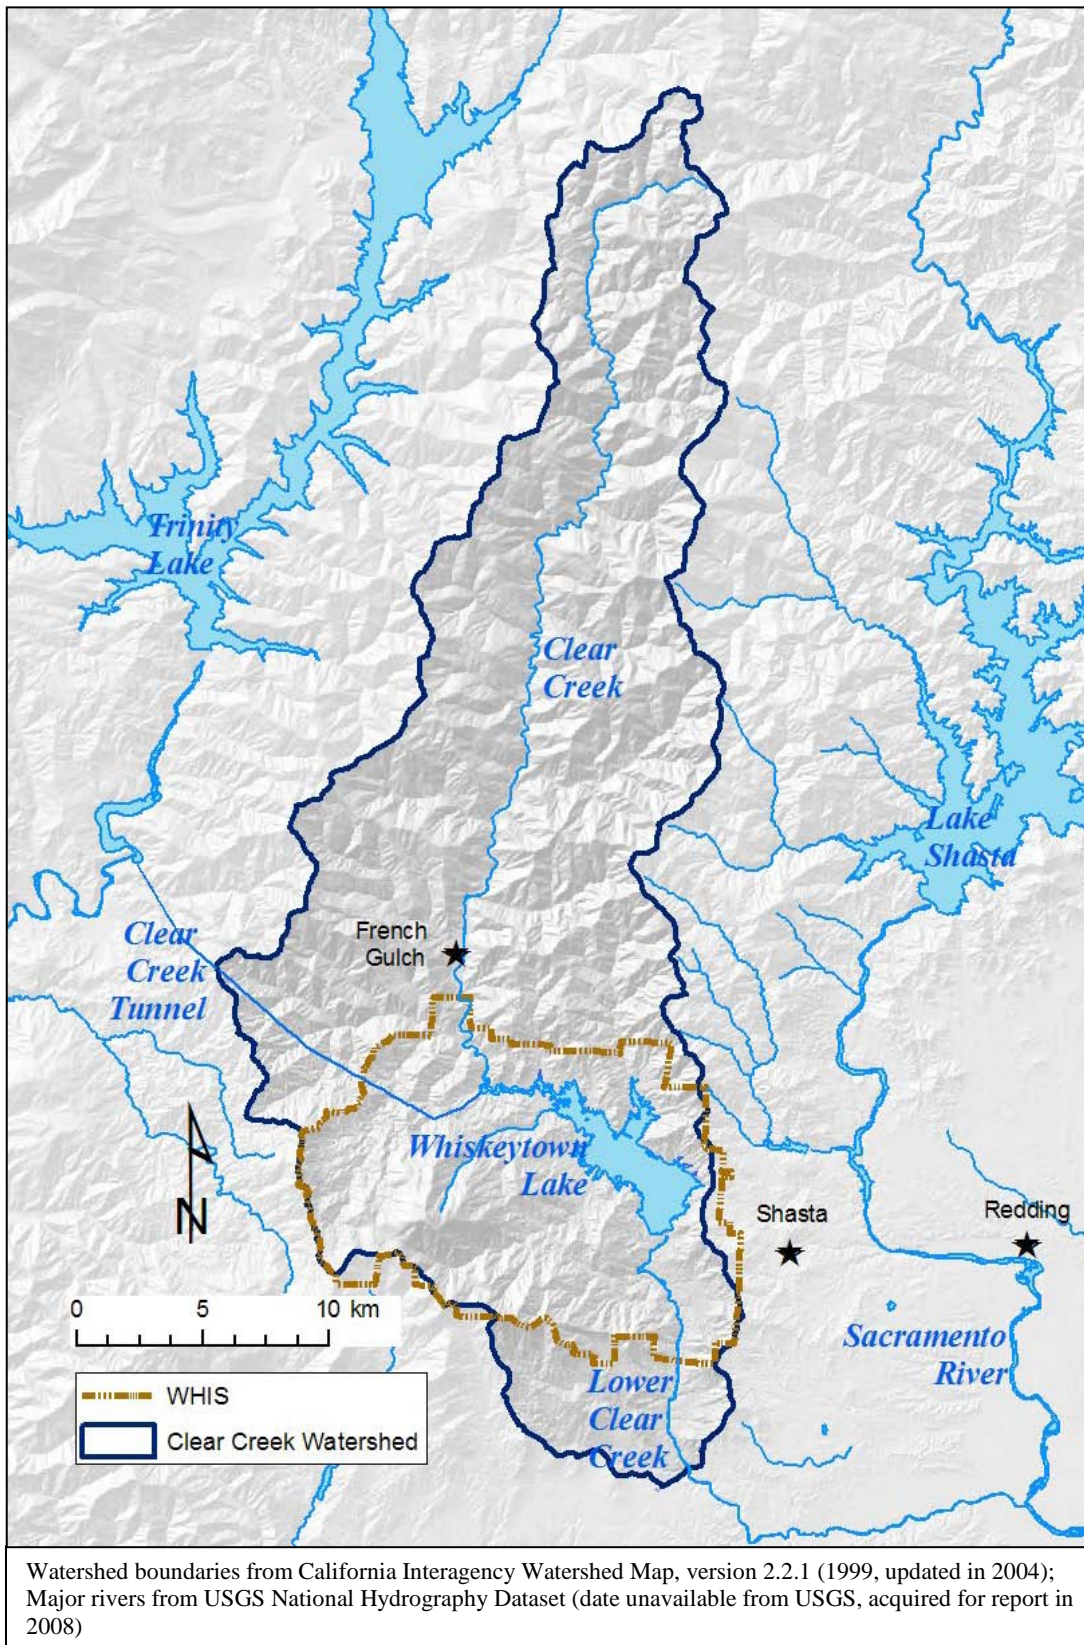 Trinity
Lake
Clear
Creek
Lake
Shasta
French
Gulch
Clear
Creek
Tunnel
Whiskeytown
Lake
Shasta
Redding
N
0 5 10 km
Sacramento
River
Lower
Clear
Creek
WHIS
Clear Creek Watershed
Watershed boundaries from California Interagency Watershed Map, version 2.2.1 (1999, updated in 2004);
Major rivers from USGS National Hydrography Dataset (date unavailable from USGS, acquired for report in
2008)